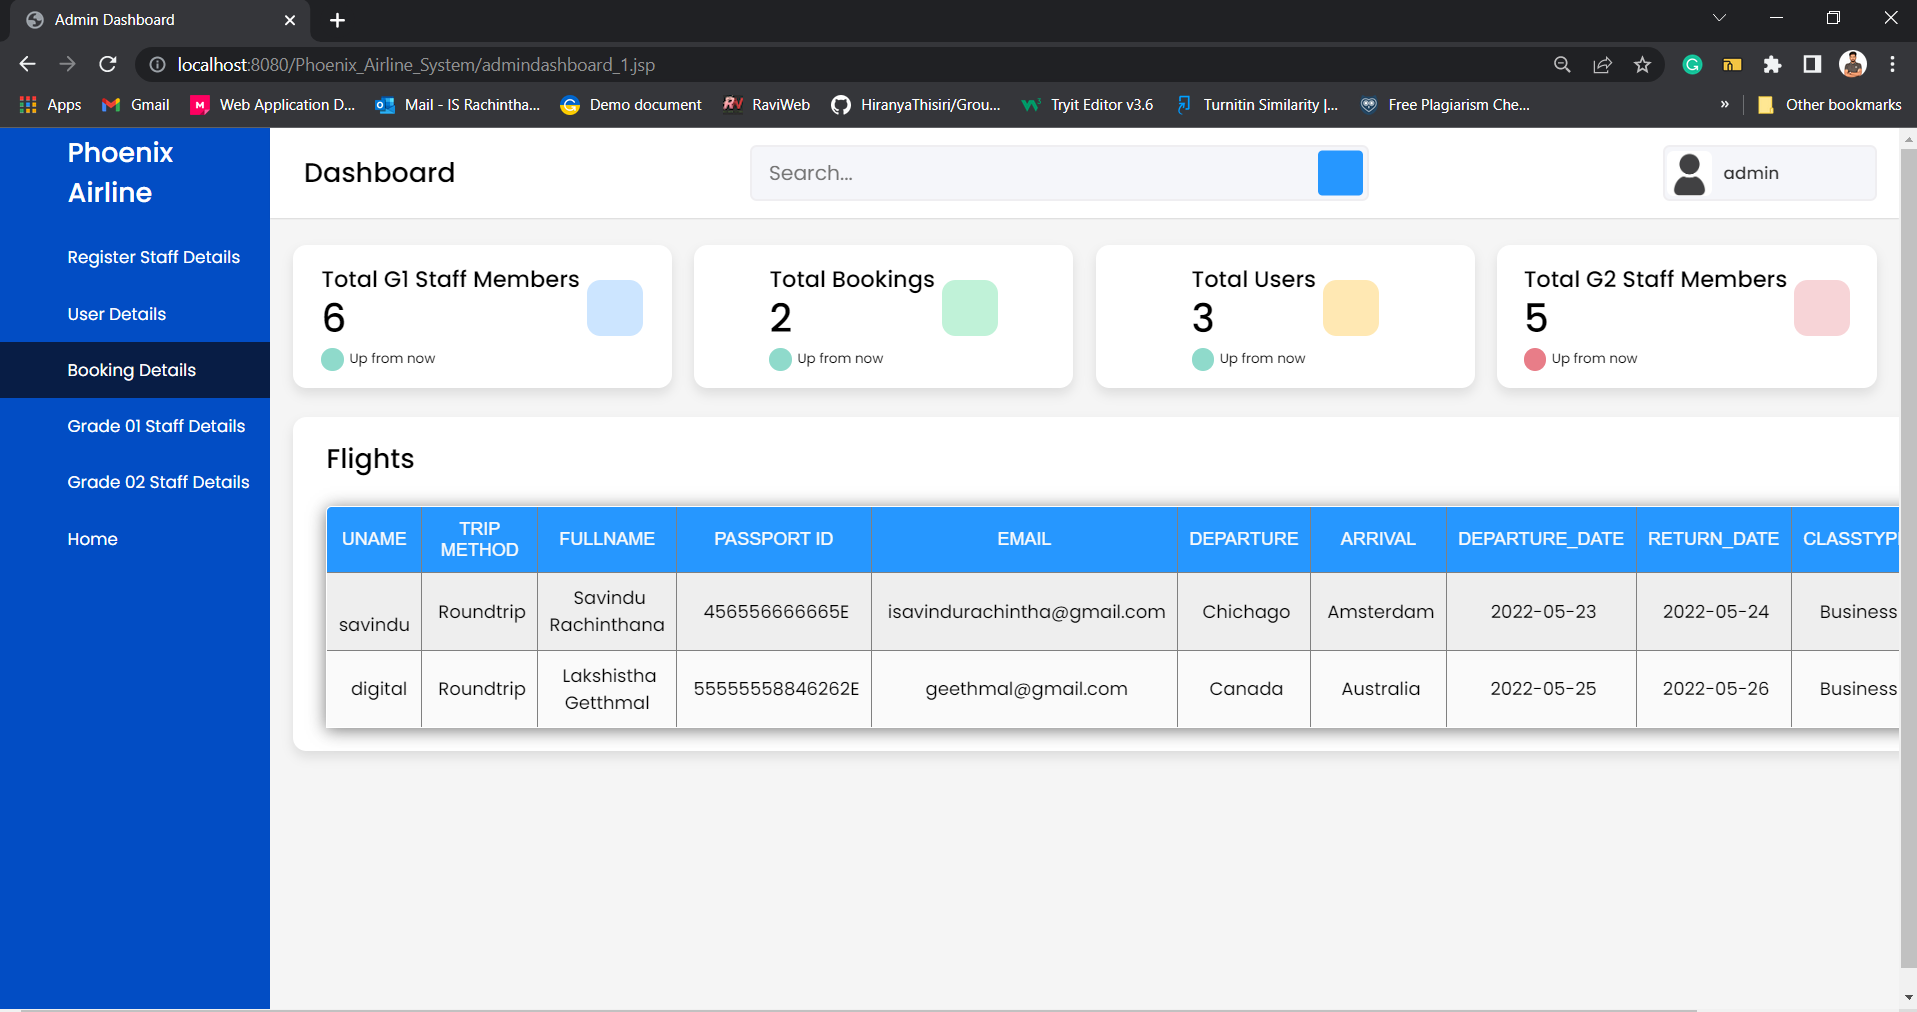 Admin Dashboard
localhost:8080/Phoenix_Airline_System/admindashboard_1.jsp
Apps Gmail Web Application D... Mail - IS Rachintha... Demo document RaviWeb HiranyaThisiri/Grou... Tryit Editor v3.6 Turnitin Similarity |... Free Plagiarism Che... » Other bookmarks
Phoenix
Airline
Register Staff Details
User Details
Booking Details
Grade 01 Staff Details
Grade 02 Staff Details
Home
Dashboard
Search...
admin
Total G1 Staff Members
6
Up from now
Total Bookings
2
Up from now
Total Users
3
Up from now
Total G2 Staff Members
5
Up from now
Flights
UNAME TRIP METHOD FULLNAME PASSPORT ID EMAIL DEPARTURE ARRIVAL DEPARTURE_DATE RETURN_DATE CLASSTYP
savindu Roundtrip Savindu Rachinthana 456556666665E isavindurachintha@gmail.com Chichago Amsterdam 2022-05-23 2022-05-24 Business
digital Roundtrip Lakshistha Getthmal 55555558846262E geethmal@gmail.com Canada Australia 2022-05-25 2022-05-26 Business